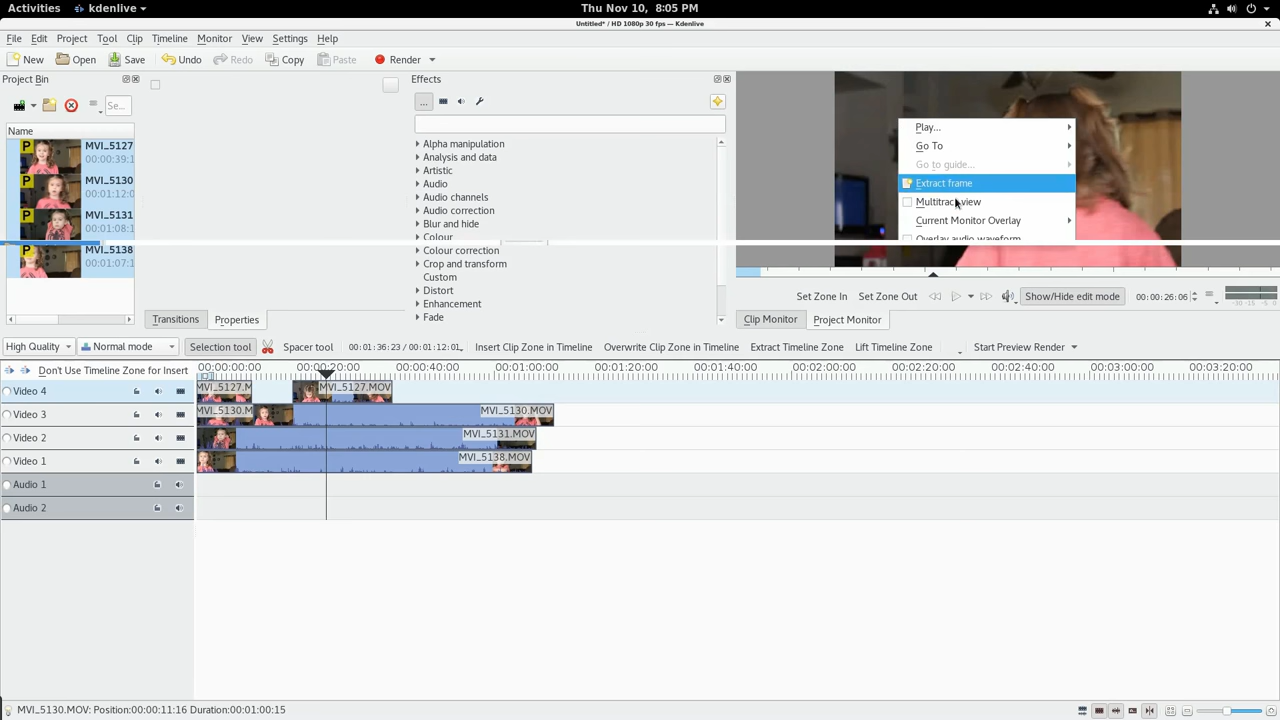 Activities kdenlive Thu Nov 10, 8:05 PM
Untitled* / HD 1080p 30 fps — Kdenlive
File Edit Project Tool Clip Timeline Monitor View Settings Help
New Open Save Undo Redo Copy Paste Render
Project Bin
Se...
Name
P MVI_5127
00:00:39:1
P MVI_5130
00:01:12:0
P MVI_5131
00:01:08:1
P MVI_5138
00:01:07:1
Transitions Properties
Effects
...
Alpha manipulation
Analysis and data
Artistic
Audio
Audio channels
Audio correction
Blur and hide
Colour
Colour correction
Crop and transform
Custom
Distort
Enhancement
Fade
Play...
Go To
Go to guide...
Extract frame
Multitrack view
Current Monitor Overlay
Overlay audio waveform
Set Zone In Set Zone Out Show/Hide edit mode 00:00:26:06
-30 -15 -5 0
Clip Monitor Project Monitor
High Quality Normal mode Selection tool Spacer tool 00:01:36:23 / 00:01:12:01 Insert Clip Zone in Timeline Overwrite Clip Zone in Timeline Extract Timeline Zone Lift Timeline Zone Start Preview Render
Don't Use Timeline Zone for Insert 00:00:00:00 00:00:20:00 00:00:40:00 00:01:00:00 00:01:20:00 00:01:40:00 00:02:00:00 00:02:20:00 00:02:40:00 00:03:00:00 00:03:20:00
Video 4 MVI_5127.M MVI_5127.MOV
Video 3 MVI_5130.M MVI_5130.MOV
Video 2 MVI_5131.MOV
Video 1 MVI_5138.MOV
Audio 1
Audio 2
MVI_5130.MOV: Position:00:00:11:16 Duration:00:01:00:15